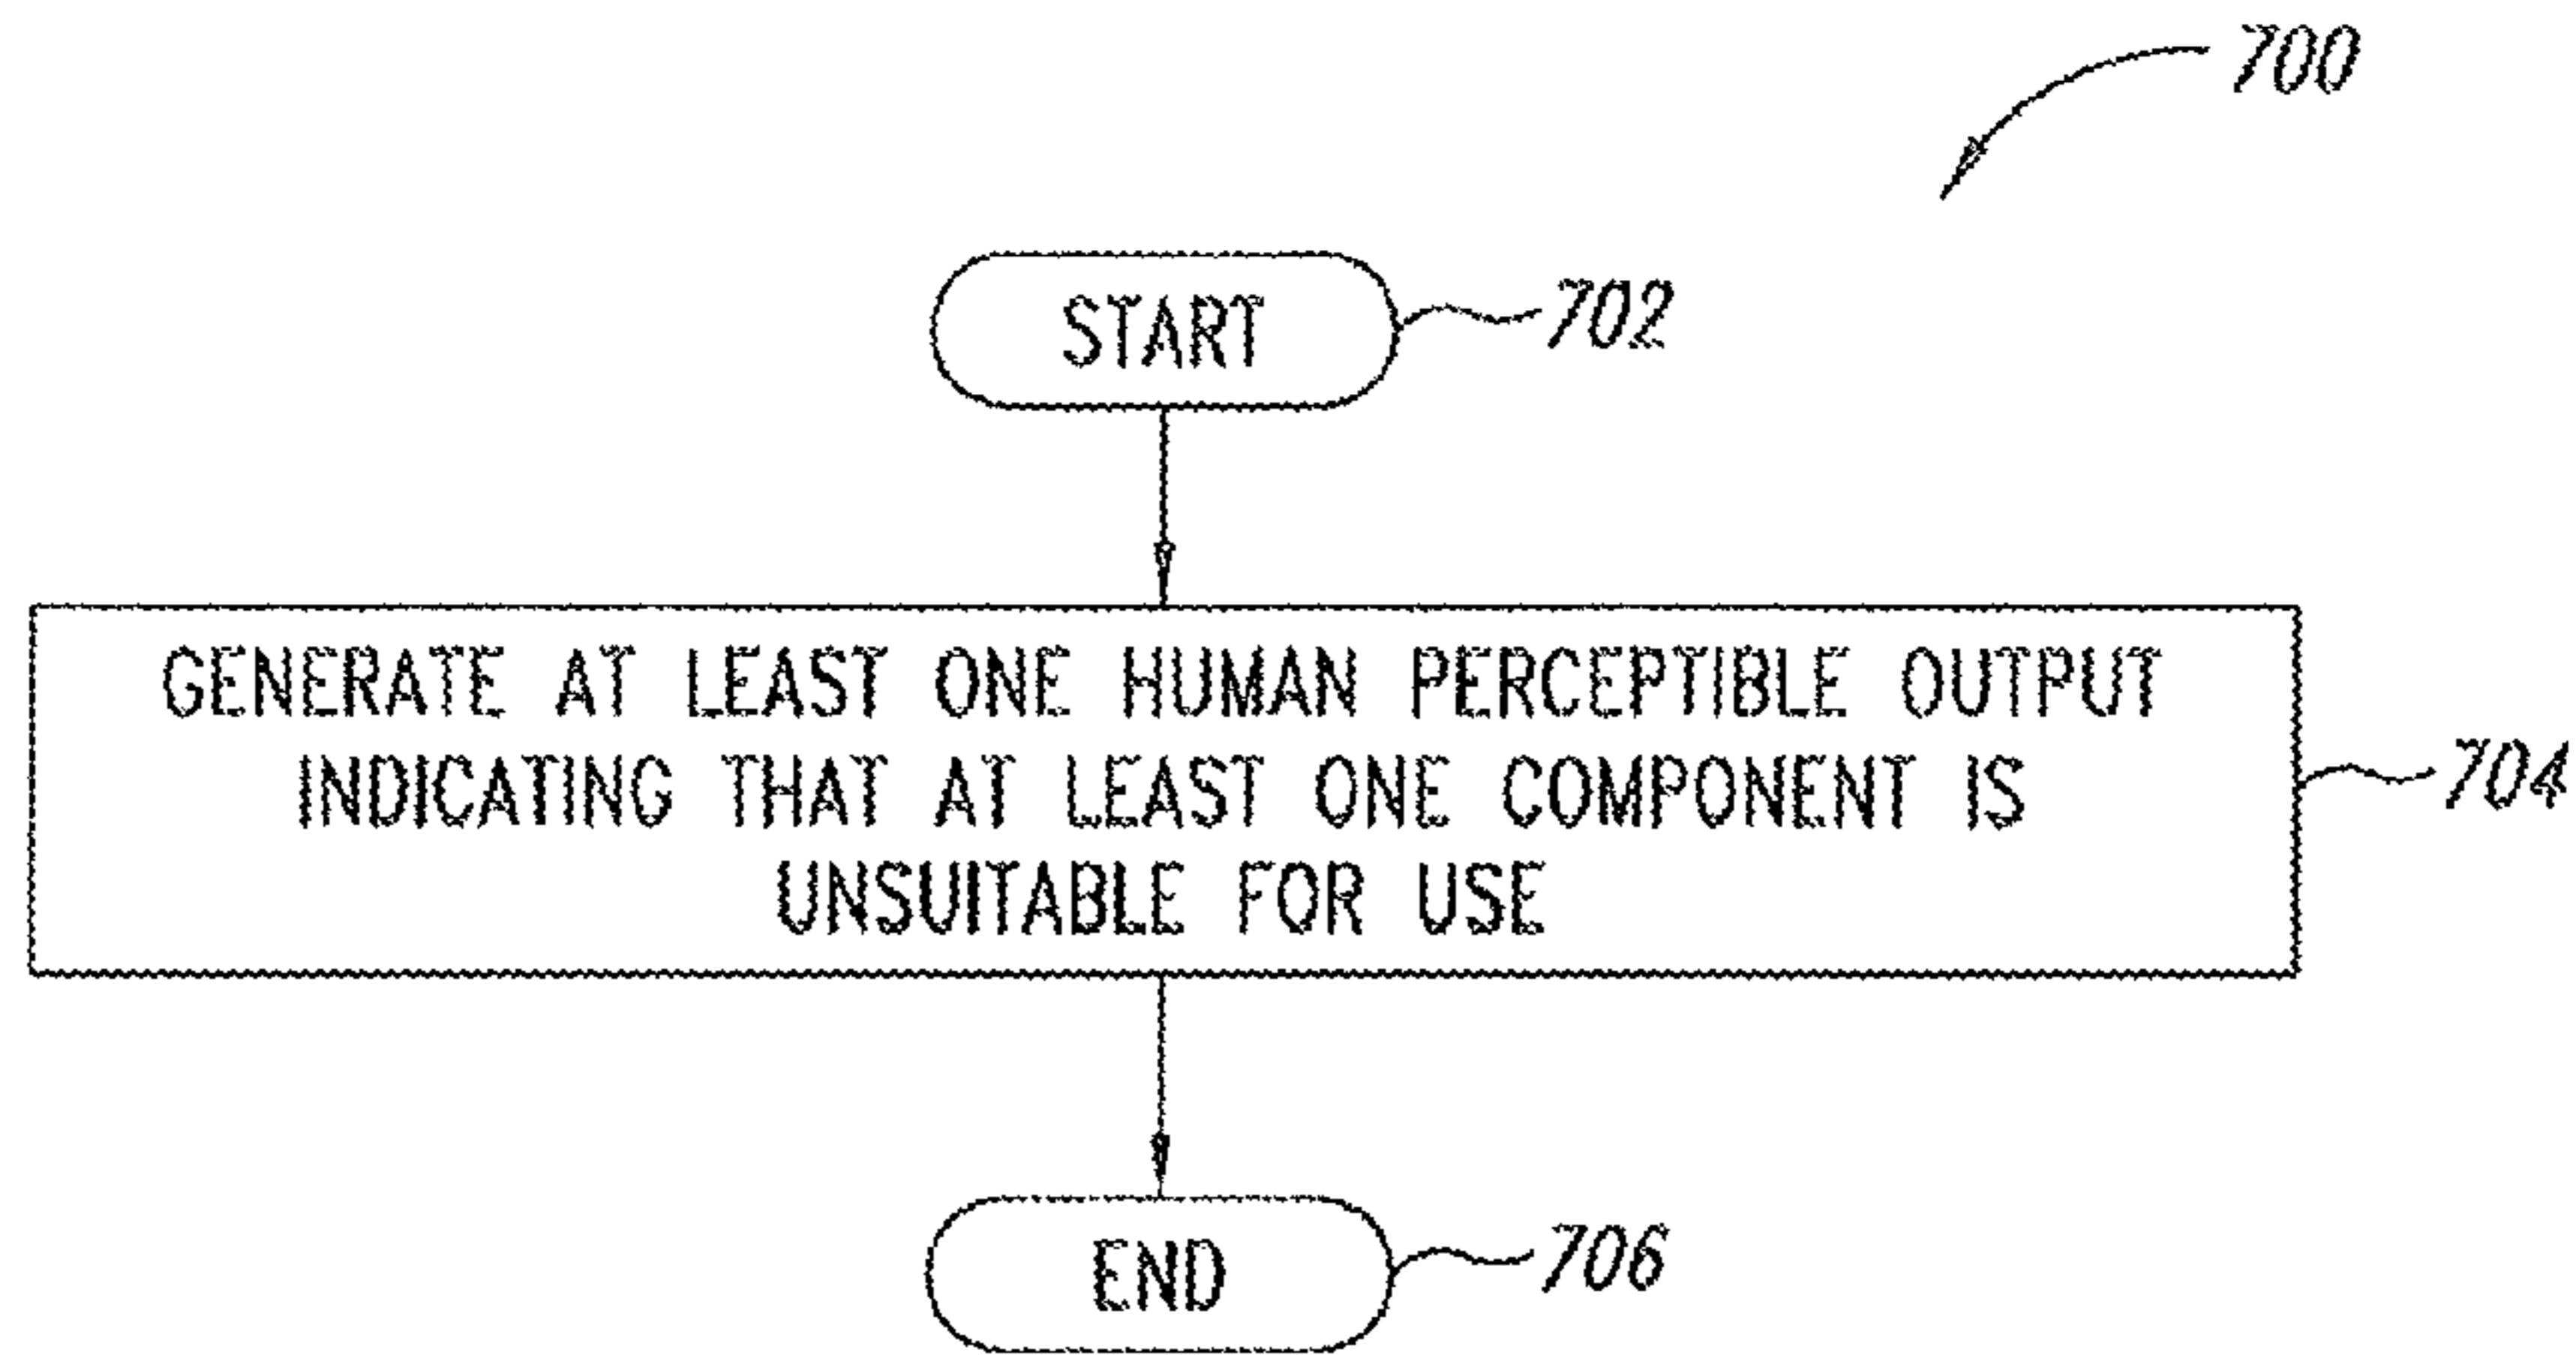 700
START
702
GENERATE AT LEAST ONE HUMAN PERCEPTIBLE OUTPUT
INDICATING THAT AT LEAST ONE COMPONENT IS
UNSUITABLE FOR USE
704
END
706